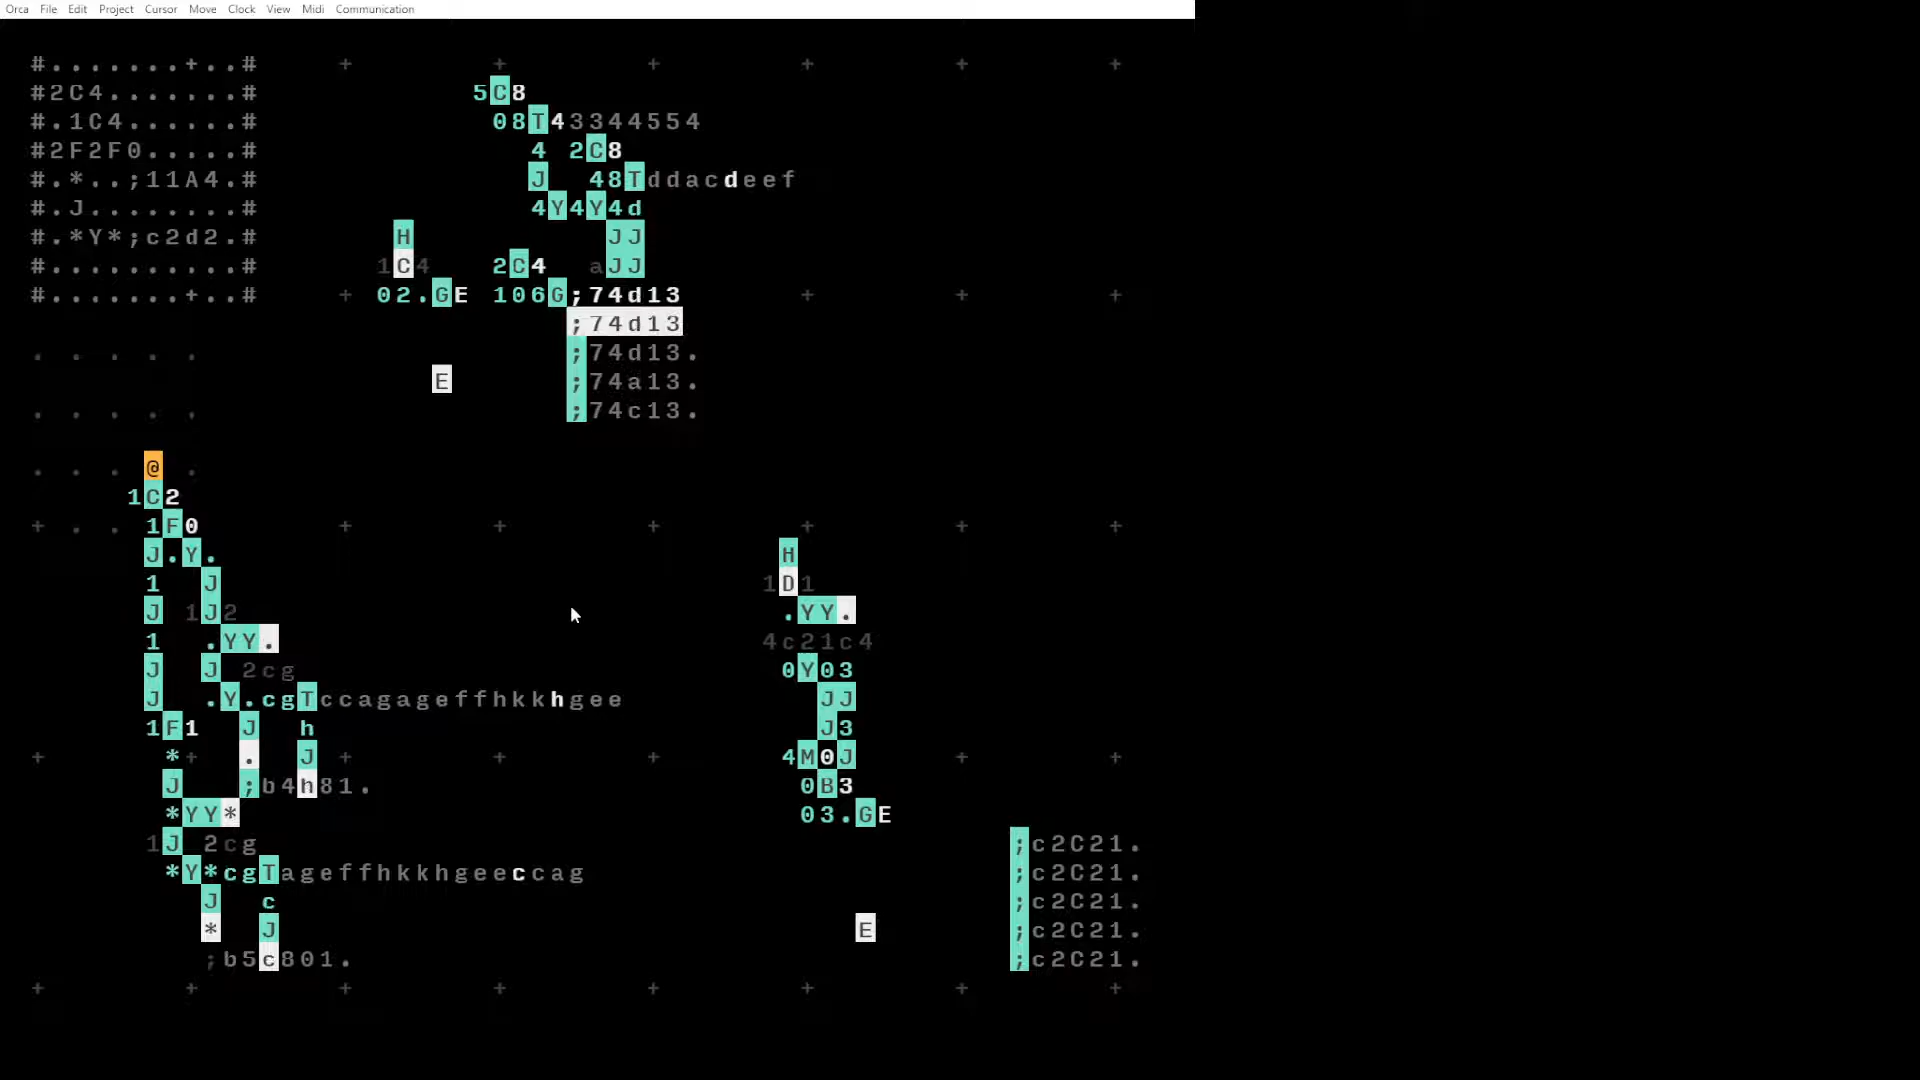 Orca File Edit Project Cursor Move Clock View Midi Communication
#.......+..# + + + + + +
#2C4.......# 5C8
#.1C4......# 08T43344554
#2F2F0.....# 4 2C8
#.*..;11A4.# J 48Tddacdeef
#.J........# 4Y4Y4d
#.*Y*;c2d2.# H JJ
#..........# 1C4 2C4 aJJ
#.......+..# + 02.GE 106G;74d13 + + +
;74d13
. . . . . ;74d13.
E ;74a13.
. . . . . ;74c13.
. . . @ .
1C2
+ . . 1F0 + + + + + +
J.Y. H
1 J 1D1
J 1J2 .YY.
1 .YY. 4c21c4
J J 2cg 0Y03
J .Y.cgTccagageffhkkhgee JJ
1F1 J h J3
+ *+ . J + + + 4M0J + +
J ;b4h81. 0B3
*YY* 03.GE
1J 2cg ;c2C21.
*Y*cgTageffhkkhgeeccag ;c2C21.
J c ;c2C21.
* J E ;c2C21.
;b5c801. ;c2C21.
+ + + + + + + +